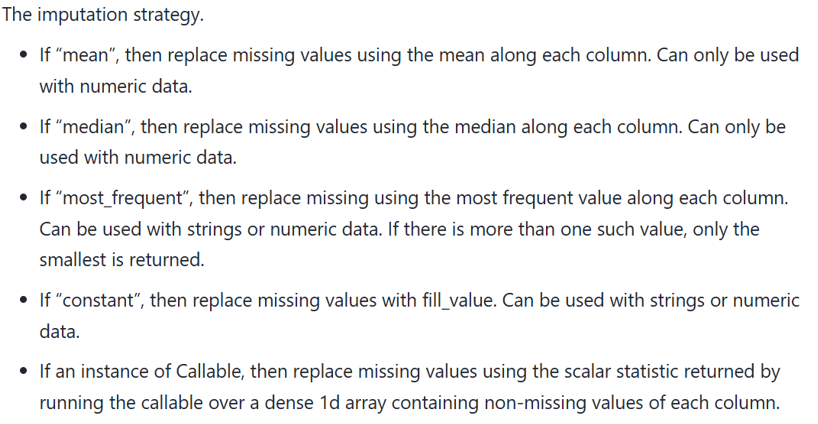 The imputation strategy.
• If “mean”, then replace missing values using the mean along each column. Can only be used
with numeric data.
• If “median”, then replace missing values using the median along each column. Can only be
used with numeric data.
• If “most_frequent”, then replace missing using the most frequent value along each column.
Can be used with strings or numeric data. If there is more than one such value, only the
smallest is returned.
• If “constant”, then replace missing values with fill_value. Can be used with strings or numeric
data.
• If an instance of Callable, then replace missing values using the scalar statistic returned by
running the callable over a dense 1d array containing non-missing values of each column.